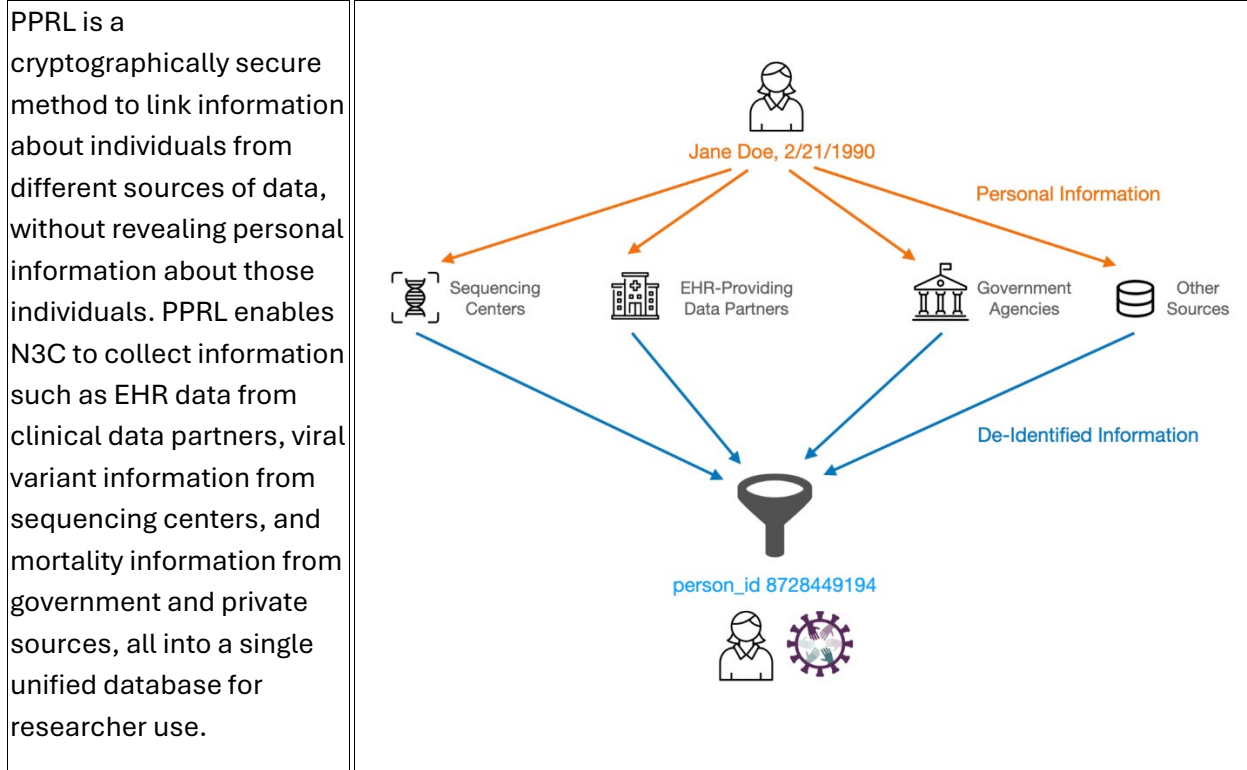 PPRL is a
cryptographically secure
method to link information
about individuals from
different sources of data,
without revealing personal
information about those
individuals. PPRL enables
N3C to collect information
such as EHR data from
clinical data partners, viral
variant information from
sequencing centers, and
mortality information from
government and private
sources, all into a single
unified database for
researcher use.
Jane Doe, 2/21/1990
Personal Information
Sequencing
Centers
EHR-Providing
Data Partners
Government
Agencies
Other
Sources
De-Identified Information
person_id 8728449194